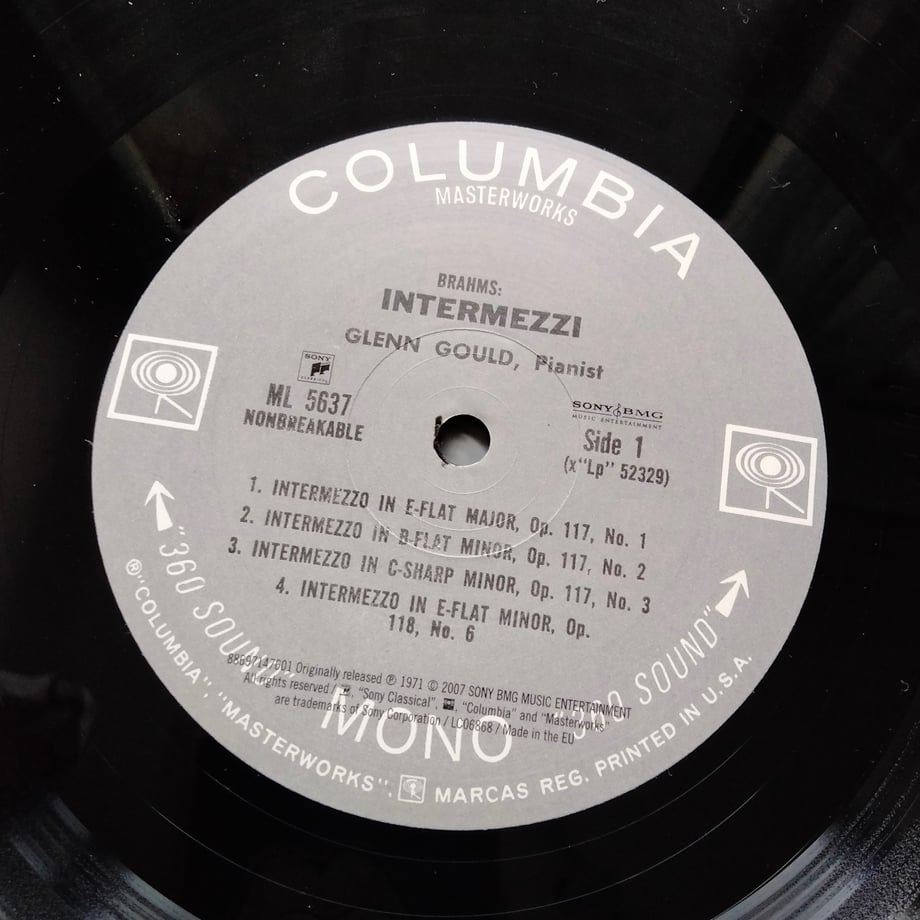 COLUMBIA
MASTERWORKS
BRAHMS:
INTERMEZZI
GLENN GOULD, Pianist
SONY
CLASSICAL
ML 5637
NONBREAKABLE
SONY BMG
MUSIC ENTERTAINMENT
Side 1
(x"Lp" 52329)
1. INTERMEZZO IN E-FLAT MAJOR, Op. 117, No. 1
2. INTERMEZZO IN B-FLAT MINOR, Op. 117, No. 2
3. INTERMEZZO IN C-SHARP MINOR, Op. 117, No. 3
4. INTERMEZZO IN E-FLAT MINOR, Op.
118, No. 6
"360 SOUND"
MONO
"360 SOUND"
88697147601 Originally released ℗ 1971 © 2007 SONY BMG MUSIC ENTERTAINMENT
All rights reserved / , "Sony Classical", , "Columbia" and "Masterworks"
are trademarks of Sony Corporation / LC06868 / Made in the EU
®"COLUMBIA", "MASTERWORKS", MARCAS REG. PRINTED IN U.S.A.